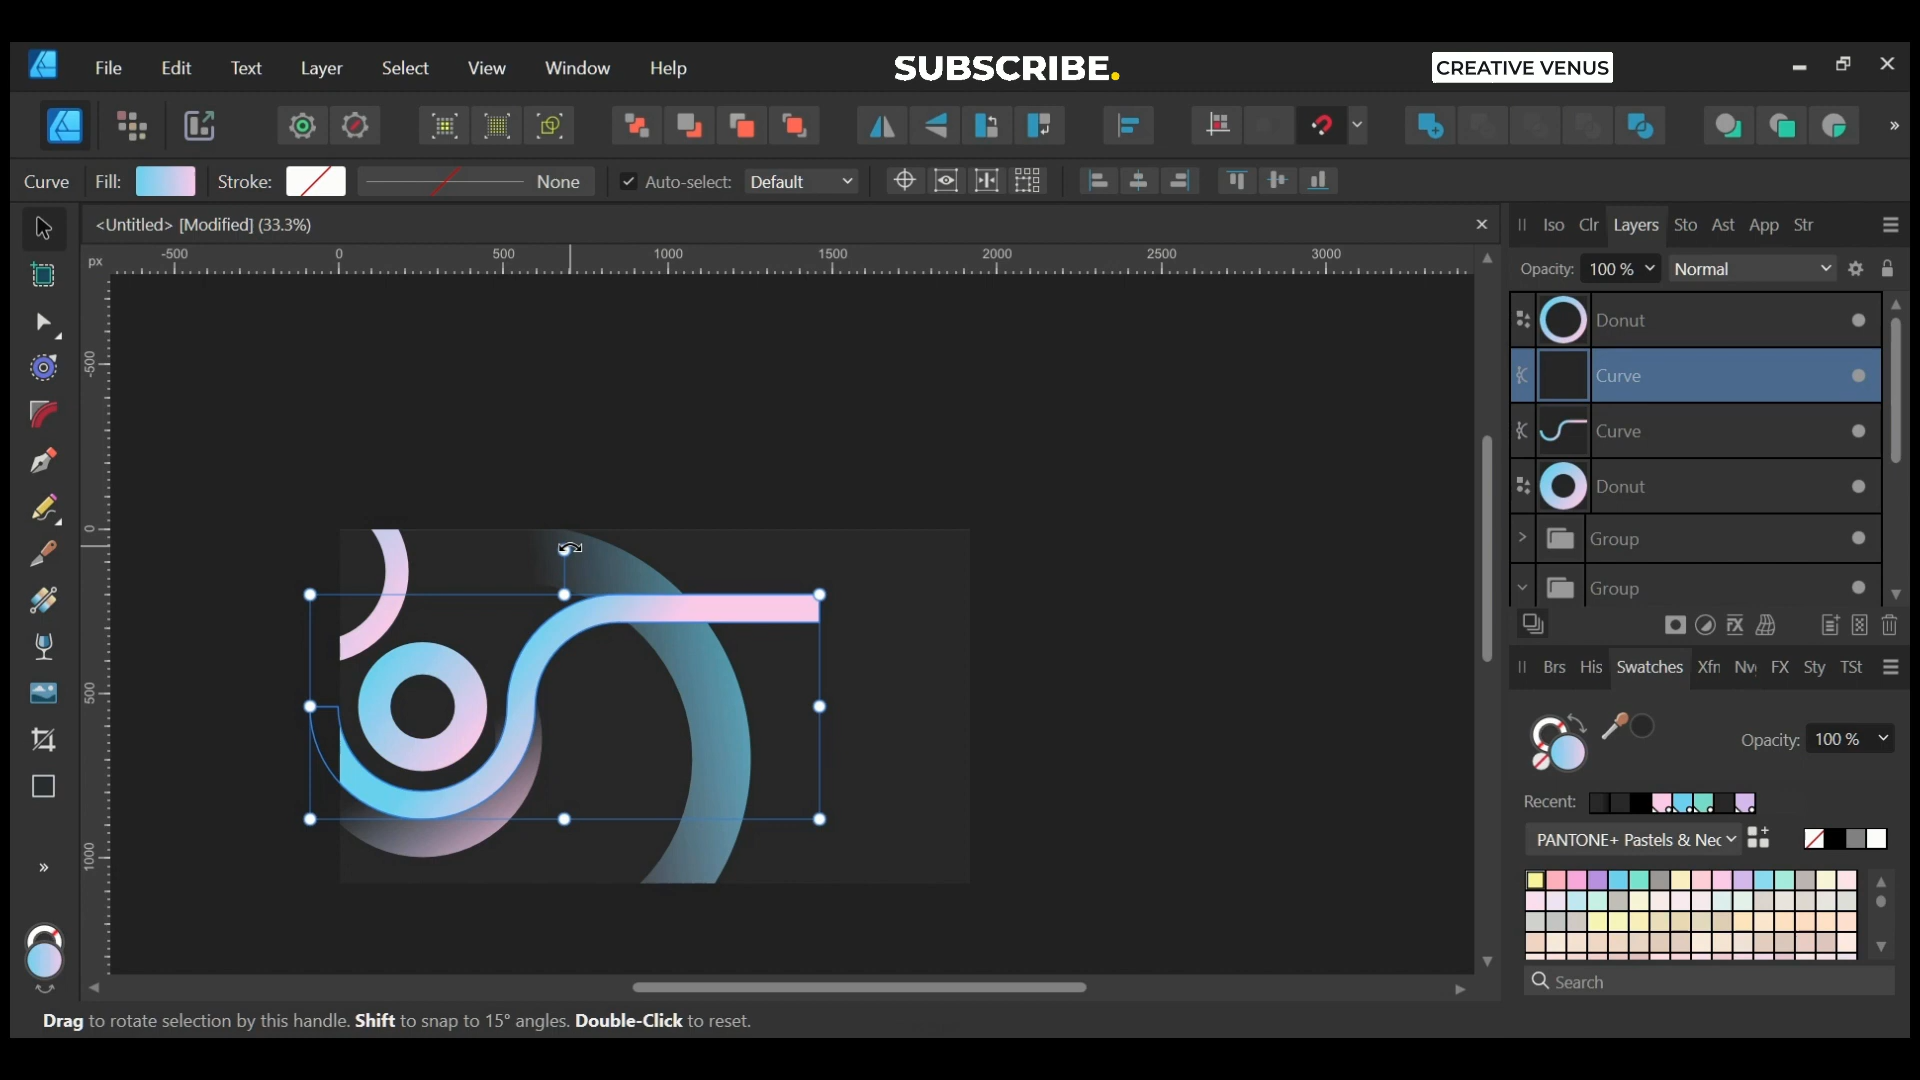 File Edit Text Layer Select View Window Help SUBSCRIBE. CREATIVE VENUS
Curve Fill: Stroke: None Auto-select: Default
<Untitled> [Modified] (33.3%)
Iso Clr Layers Sto Ast App Str
px -500 0 500 1000 1500 2000 2500 3000
Opacity: 100 % Normal
Donut
-500
Curve
Curve
Donut
0
Group
Group
500
Brs His Swatches Xfn Nv FX Sty TSt
Opacity: 100 %
Recent:
1000
PANTONE+ Pastels & Nec
Search
Drag to rotate selection by this handle. Shift to snap to 15° angles. Double-Click to reset.